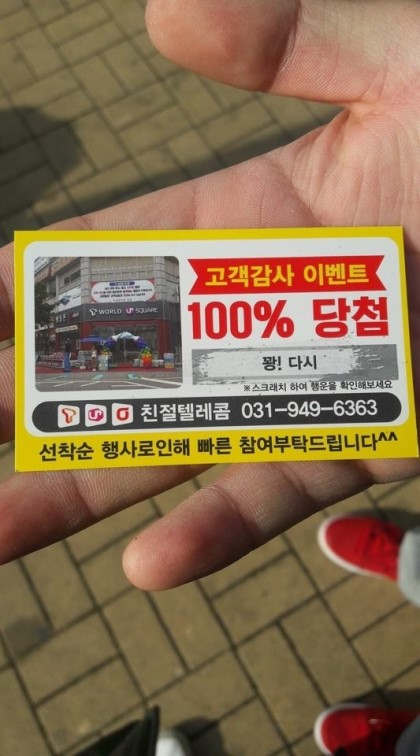 고객감사 이벤트
100% 당첨
꽝! 다시
※ 스크래치 하여 행운을 확인해보세요
T WORLD U+ SQUARE
친절텔레콤 031-949-6363
선착순 행사로인해 빠른 참여부탁드립니다^^